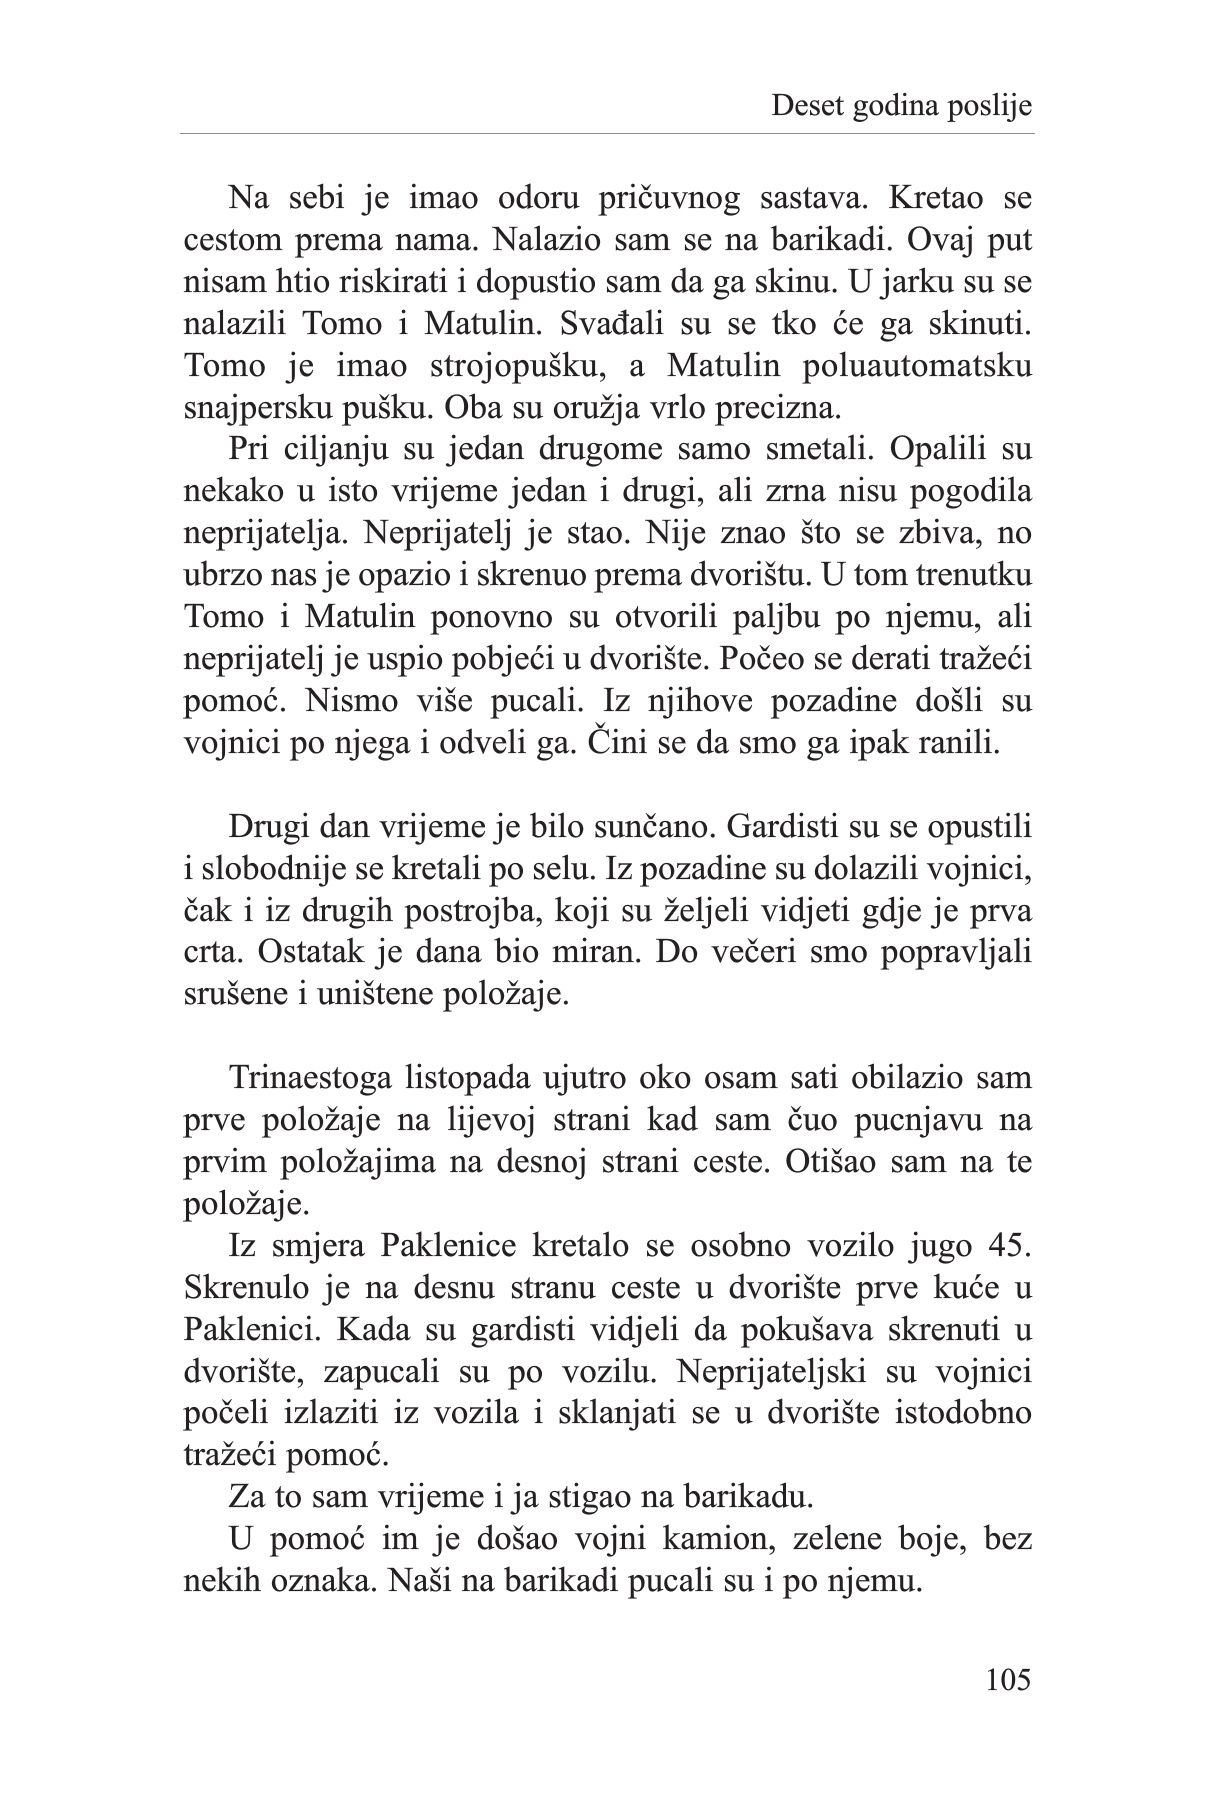 Deset godina poslije
Na sebi je imao odoru pričuvnog sastava. Kretao se
cestom prema nama. Nalazio sam se na barikadi. Ovaj put
nisam htio riskirati i dopustio sam da ga skinu. U jarku su se
nalazili Tomo i Matulin. Svađali su se tko će ga skinuti.
Tomo je imao strojopušku, a Matulin poluautomatsku
snajpersku pušku. Oba su oružja vrlo precizna.
Pri ciljanju su jedan drugome samo smetali. Opalili su
nekako u isto vrijeme jedan i drugi, ali zrna nisu pogodila
neprijatelja. Neprijatelj je stao. Nije znao što se zbiva, no
ubrzo nas je opazio i skrenuo prema dvorištu. U tom trenutku
Tomo i Matulin ponovno su otvorili paljbu po njemu, ali
neprijatelj je uspio pobjeći u dvorište. Počeo se derati tražeći
pomoć. Nismo više pucali. Iz njihove pozadine došli su
vojnici po njega i odveli ga. Čini se da smo ga ipak ranili.
Drugi dan vrijeme je bilo sunčano. Gardisti su se opustili
i slobodnije se kretali po selu. Iz pozadine su dolazili vojnici,
čak i iz drugih postrojba, koji su željeli vidjeti gdje je prva
crta. Ostatak je dana bio miran. Do večeri smo popravljali
srušene i uništene položaje.
Trinaestoga listopada ujutro oko osam sati obilazio sam
prve položaje na lijevoj strani kad sam čuo pucnjavu na
prvim položajima na desnoj strani ceste. Otišao sam na te
položaje.
Iz smjera Paklenice kretalo se osobno vozilo jugo 45.
Skrenulo je na desnu stranu ceste u dvorište prve kuće u
Paklenici. Kada su gardisti vidjeli da pokušava skrenuti u
dvorište, zapucali su po vozilu. Neprijateljski su vojnici
počeli izlaziti iz vozila i sklanjati se u dvorište istodobno
tražeći pomoć.
Za to sam vrijeme i ja stigao na barikadu.
U pomoć im je došao vojni kamion, zelene boje, bez
nekih oznaka. Naši na barikadi pucali su i po njemu.
105